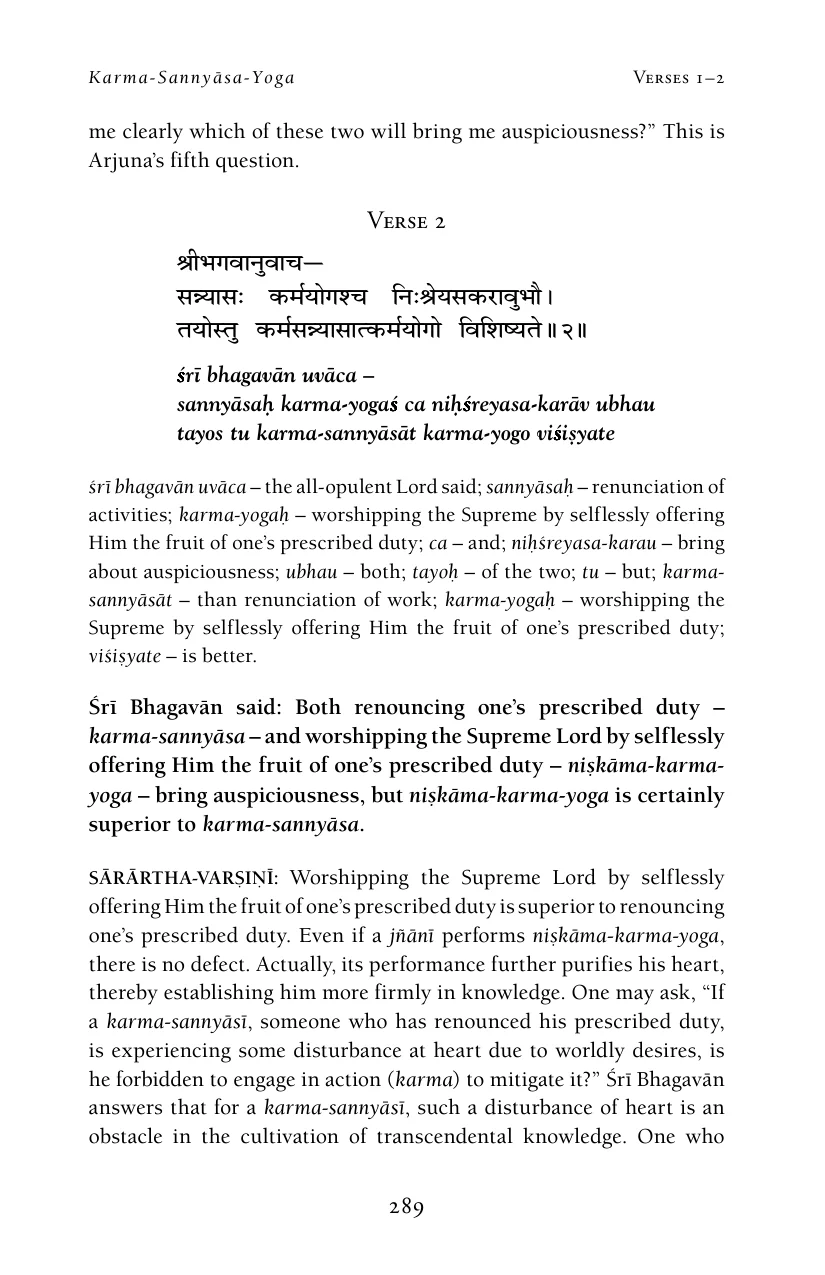 Karma-Sannyāsa-Yoga Verses 1–2
me clearly which of these two will bring me auspiciousness?” This is
Arjuna’s fifth question.
Verse 2
श्रीभगवानुवाच—
सन्न्यासः कर्मयोगश्च निःश्रेयसकरावुभौ।
तयोस्तु कर्मसन्न्यासात्कर्मयोगो विशिष्यते॥२॥
śrī bhagavān uvāca –
sannyāsaḥ karma-yogaś ca niḥśreyasa-karāv ubhau
tayos tu karma-sannyāsāt karma-yogo viśiṣyate
śrī bhagavān uvāca – the all-opulent Lord said; sannyāsaḥ – renunciation of
activities; karma-yogaḥ – worshipping the Supreme by selflessly offering
Him the fruit of one’s prescribed duty; ca – and; niḥśreyasa-karau – bring
about auspiciousness; ubhau – both; tayoḥ – of the two; tu – but; karma-
sannyāsāt – than renunciation of work; karma-yogaḥ – worshipping the
Supreme by selflessly offering Him the fruit of one’s prescribed duty;
viśiṣyate – is better.
Śrī Bhagavān said: Both renouncing one’s prescribed duty –
karma-sannyāsa – and worshipping the Supreme Lord by selflessly
offering Him the fruit of one’s prescribed duty – niṣkāma-karma-
yoga – bring auspiciousness, but niṣkāma-karma-yoga is certainly
superior to karma-sannyāsa.
SĀRĀRTHA-VARṢIṆĪ: Worshipping the Supreme Lord by selflessly
offering Him the fruit of one’s prescribed duty is superior to renouncing
one’s prescribed duty. Even if a jñānī performs niṣkāma-karma-yoga,
there is no defect. Actually, its performance further purifies his heart,
thereby establishing him more firmly in knowledge. One may ask, “If
a karma-sannyāsī, someone who has renounced his prescribed duty,
is experiencing some disturbance at heart due to worldly desires, is
he forbidden to engage in action (karma) to mitigate it?” Śrī Bhagavān
answers that for a karma-sannyāsī, such a disturbance of heart is an
obstacle in the cultivation of transcendental knowledge. One who
289